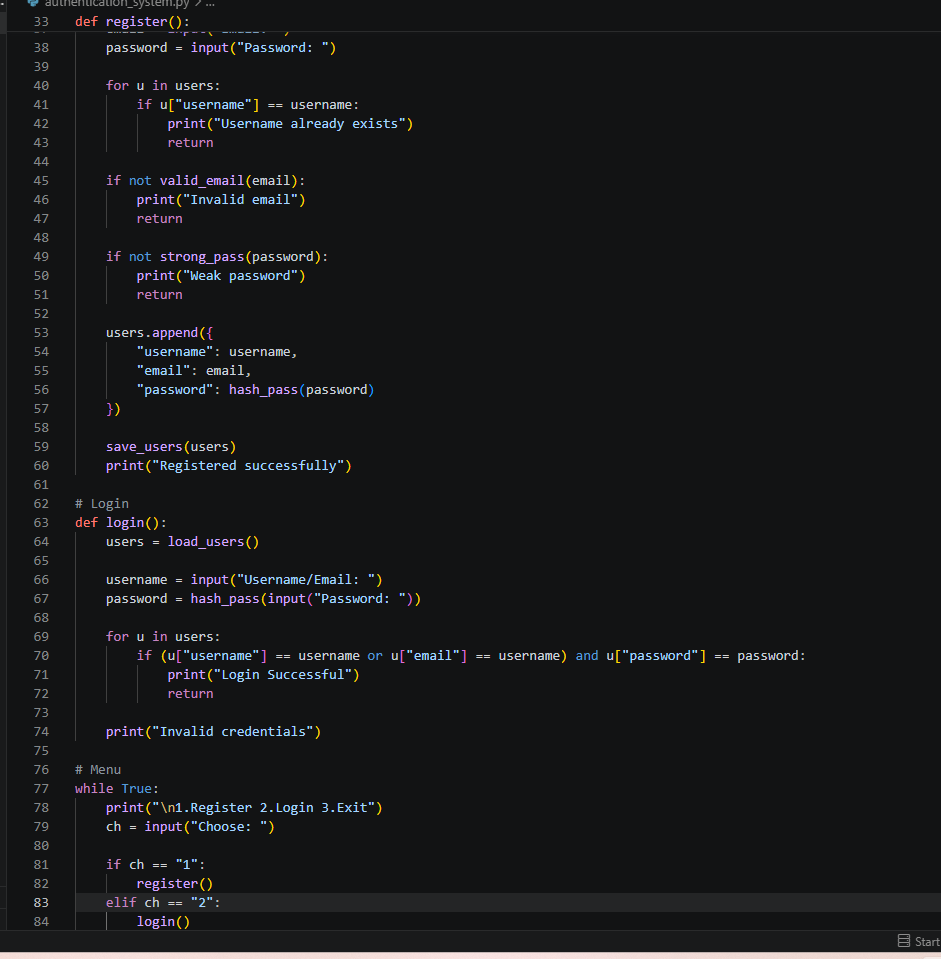 authentication_system.py > ...
33 def register():
38 password = input("Password: ")
39
40 for u in users:
41 if u["username"] == username:
42 print("Username already exists")
43 return
44
45 if not valid_email(email):
46 print("Invalid email")
47 return
48
49 if not strong_pass(password):
50 print("Weak password")
51 return
52
53 users.append({
54 "username": username,
55 "email": email,
56 "password": hash_pass(password)
57 })
58
59 save_users(users)
60 print("Registered successfully")
61
62 # Login
63 def login():
64 users = load_users()
65
66 username = input("Username/Email: ")
67 password = hash_pass(input("Password: "))
68
69 for u in users:
70 if (u["username"] == username or u["email"] == username) and u["password"] == password:
71 print("Login Successful")
72 return
73
74 print("Invalid credentials")
75
76 # Menu
77 while True:
78 print("\n1.Register 2.Login 3.Exit")
79 ch = input("Choose: ")
80
81 if ch == "1":
82 register()
83 elif ch == "2":
84 login()
Start